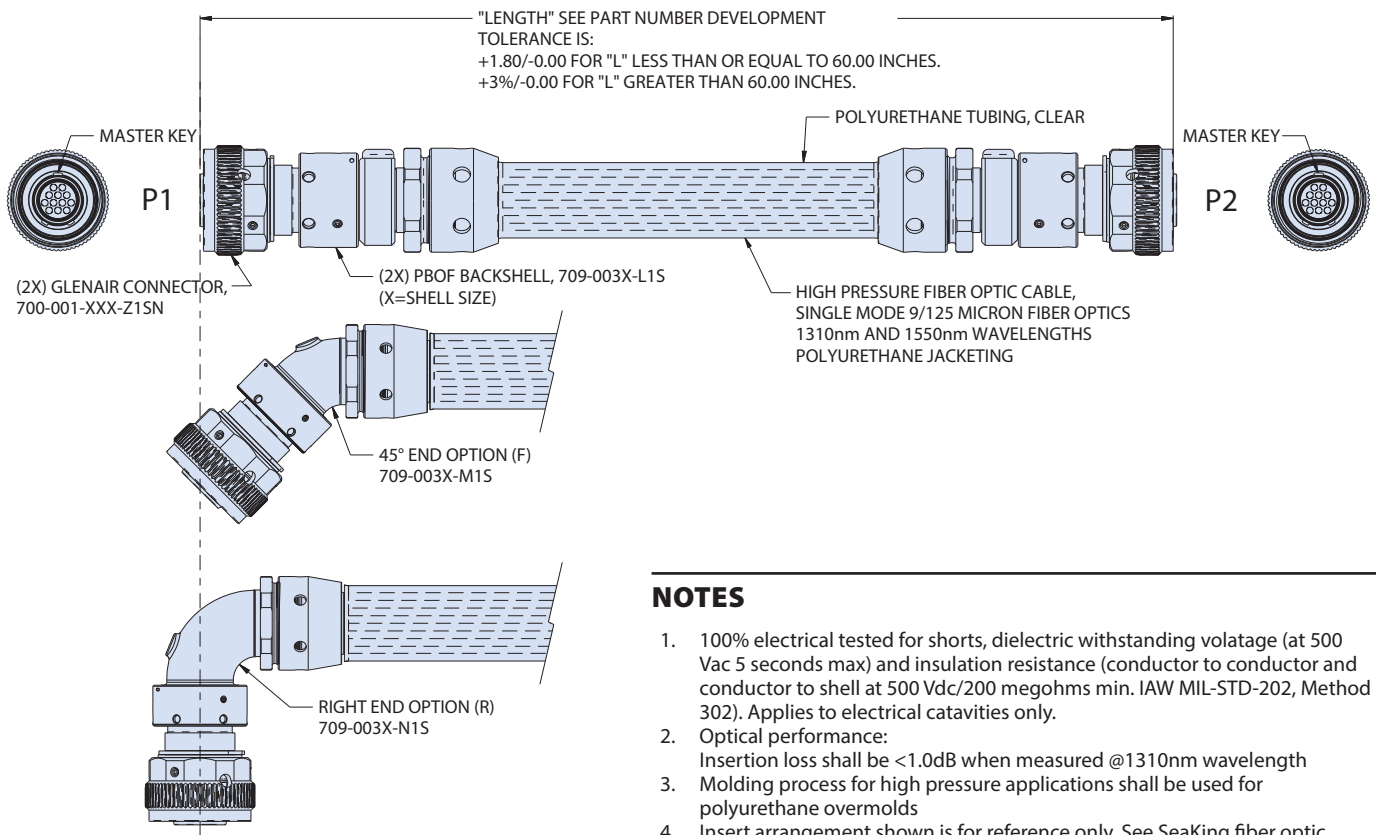 "LENGTH" SEE PART NUMBER DEVELOPMENT
TOLERANCE IS:
+1.80/-0.00 FOR "L" LESS THAN OR EQUAL TO 60.00 INCHES.
+3%/-0.00 FOR "L" GREATER THAN 60.00 INCHES.
POLYURETHANE TUBING, CLEAR
MASTER KEY
MASTER KEY
P1
P2
(2X) GLENAIR CONNECTOR,
700-001-XXX-Z1SN
(2X) PBOF BACKSHELL, 709-003X-L1S
(X=SHELL SIZE)
HIGH PRESSURE FIBER OPTIC CABLE,
SINGLE MODE 9/125 MICRON FIBER OPTICS
1310nm AND 1550nm WAVELENGTHS
POLYURETHANE JACKETING
45° END OPTION (F)
709-003X-M1S
RIGHT END OPTION (R)
709-003X-N1S
NOTES
1. 100% electrical tested for shorts, dielectric withstanding volatage (at 500
Vac 5 seconds max) and insulation resistance (conductor to conductor and
conductor to shell at 500 Vdc/200 megohms min. IAW MIL-STD-202, Method
302). Applies to electrical catavities only.
2. Optical performance:
Insertion loss shall be <1.0dB when measured @1310nm wavelength
3. Molding process for high pressure applications shall be used for
polyurethane overmolds
4. Insert arrangement shown is for reference only. See SeaKing fiber optic